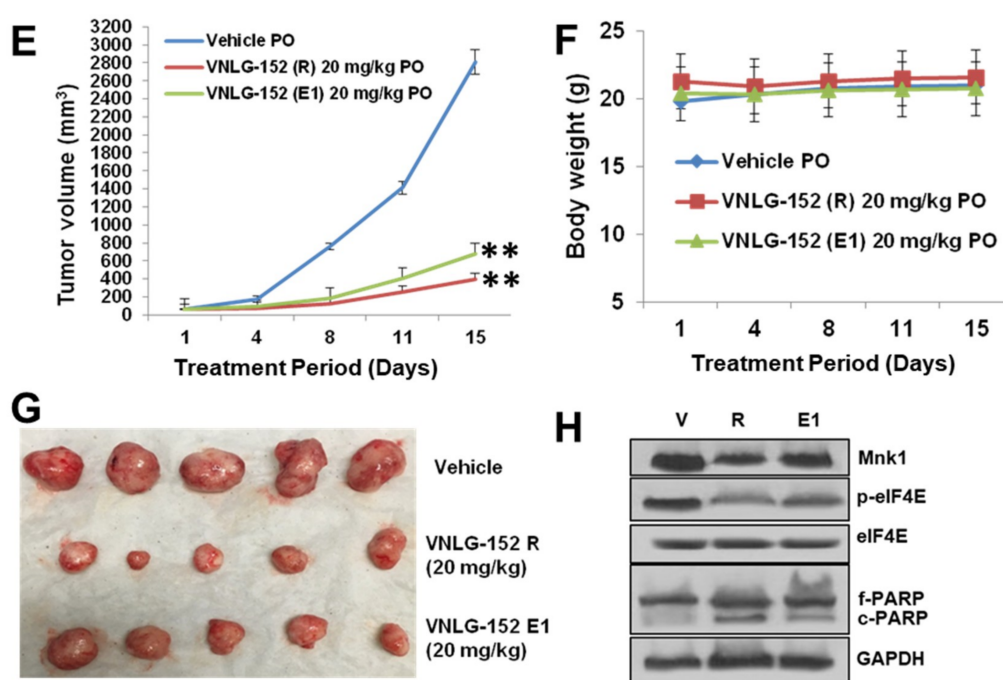 E
3200
3000
2800
2600
2400
2200
2000
1800
1600
1400
1200
1000
800
600
400
200
0
Tumor volume (mm³)
Vehicle PO
VNLG-152 (R) 20 mg/kg PO
VNLG-152 (E1) 20 mg/kg PO
**
**
1 4 8 11 15
Treatment Period (Days)
F
25
20
15
10
5
Body weight (g)
Vehicle PO
VNLG-152 (R) 20 mg/kg PO
VNLG-152 (E1) 20 mg/kg PO
1 4 8 11 15
Treatment Period (Days)
G
Vehicle
VNLG-152 R
(20 mg/kg)
VNLG-152 E1
(20 mg/kg)
H
V R E1
Mnk1
p-eIF4E
eIF4E
f-PARP
c-PARP
GAPDH